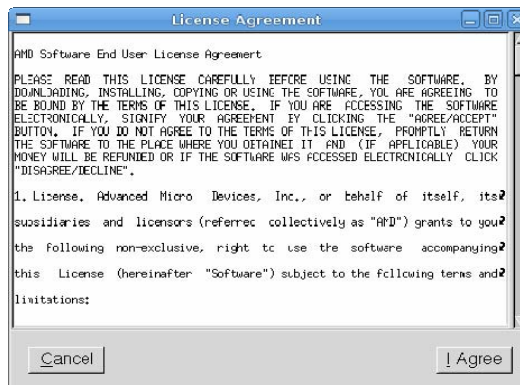 License Agreement
AMD Software End User License Agreement
PLEASE READ THIS LICENSE CAREFULLY BEFORE USING THE SOFTWARE. BY
DOWNLOADING, INSTALLING, COPYING OR USING THE SOFTWARE, YOU ARE AGREEING TO
BE BOUND BY THE TERMS OF THIS LICENSE. IF YOU ARE ACCESSING THE SOFTWARE
ELECTRONICALLY, SIGNIFY YOUR AGREEMENT BY CLICKING THE "AGREE/ACCEPT"
BUTTON. IF YOU DO NOT AGREE TO THE TERMS OF THIS LICENSE, PROMPTLY RETURN
THE SOFTWARE TO THE PLACE WHERE YOU OBTAINED IT AND (IF APPLICABLE) YOUR
MONEY WILL BE REFUNDED OR IF THE SOFTWARE WAS ACCESSED ELECTRONICALLY CLICK
"DISAGREE/DECLINE".
1. License. Advanced Micro Devices, Inc., or behalf of itself, its
subsidiaries and licensors (referred collectively as "AMD") grants to you
the following non-exclusive, right to use the software accompanying
this License (hereinafter "Software") subject to the following terms and
limitations:
Cancel
I Agree